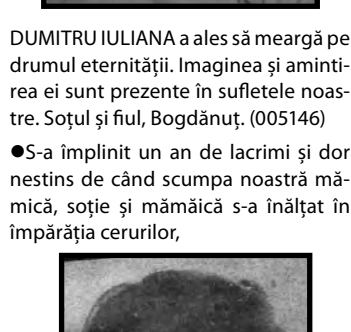 DUMITRU IULIANA a ales să meargă pe
drumul eternității. Imaginea și aminti-
rea ei sunt prezente în sufletele noas-
tre. Soțul și fiul, Bogdănuț. (005146)
●S-a împlinit un an de lacrimi și dor
nestins de când scumpa noastră mă-
mică, soție și mămăică s-a înălțat în
împărăția cerurilor,